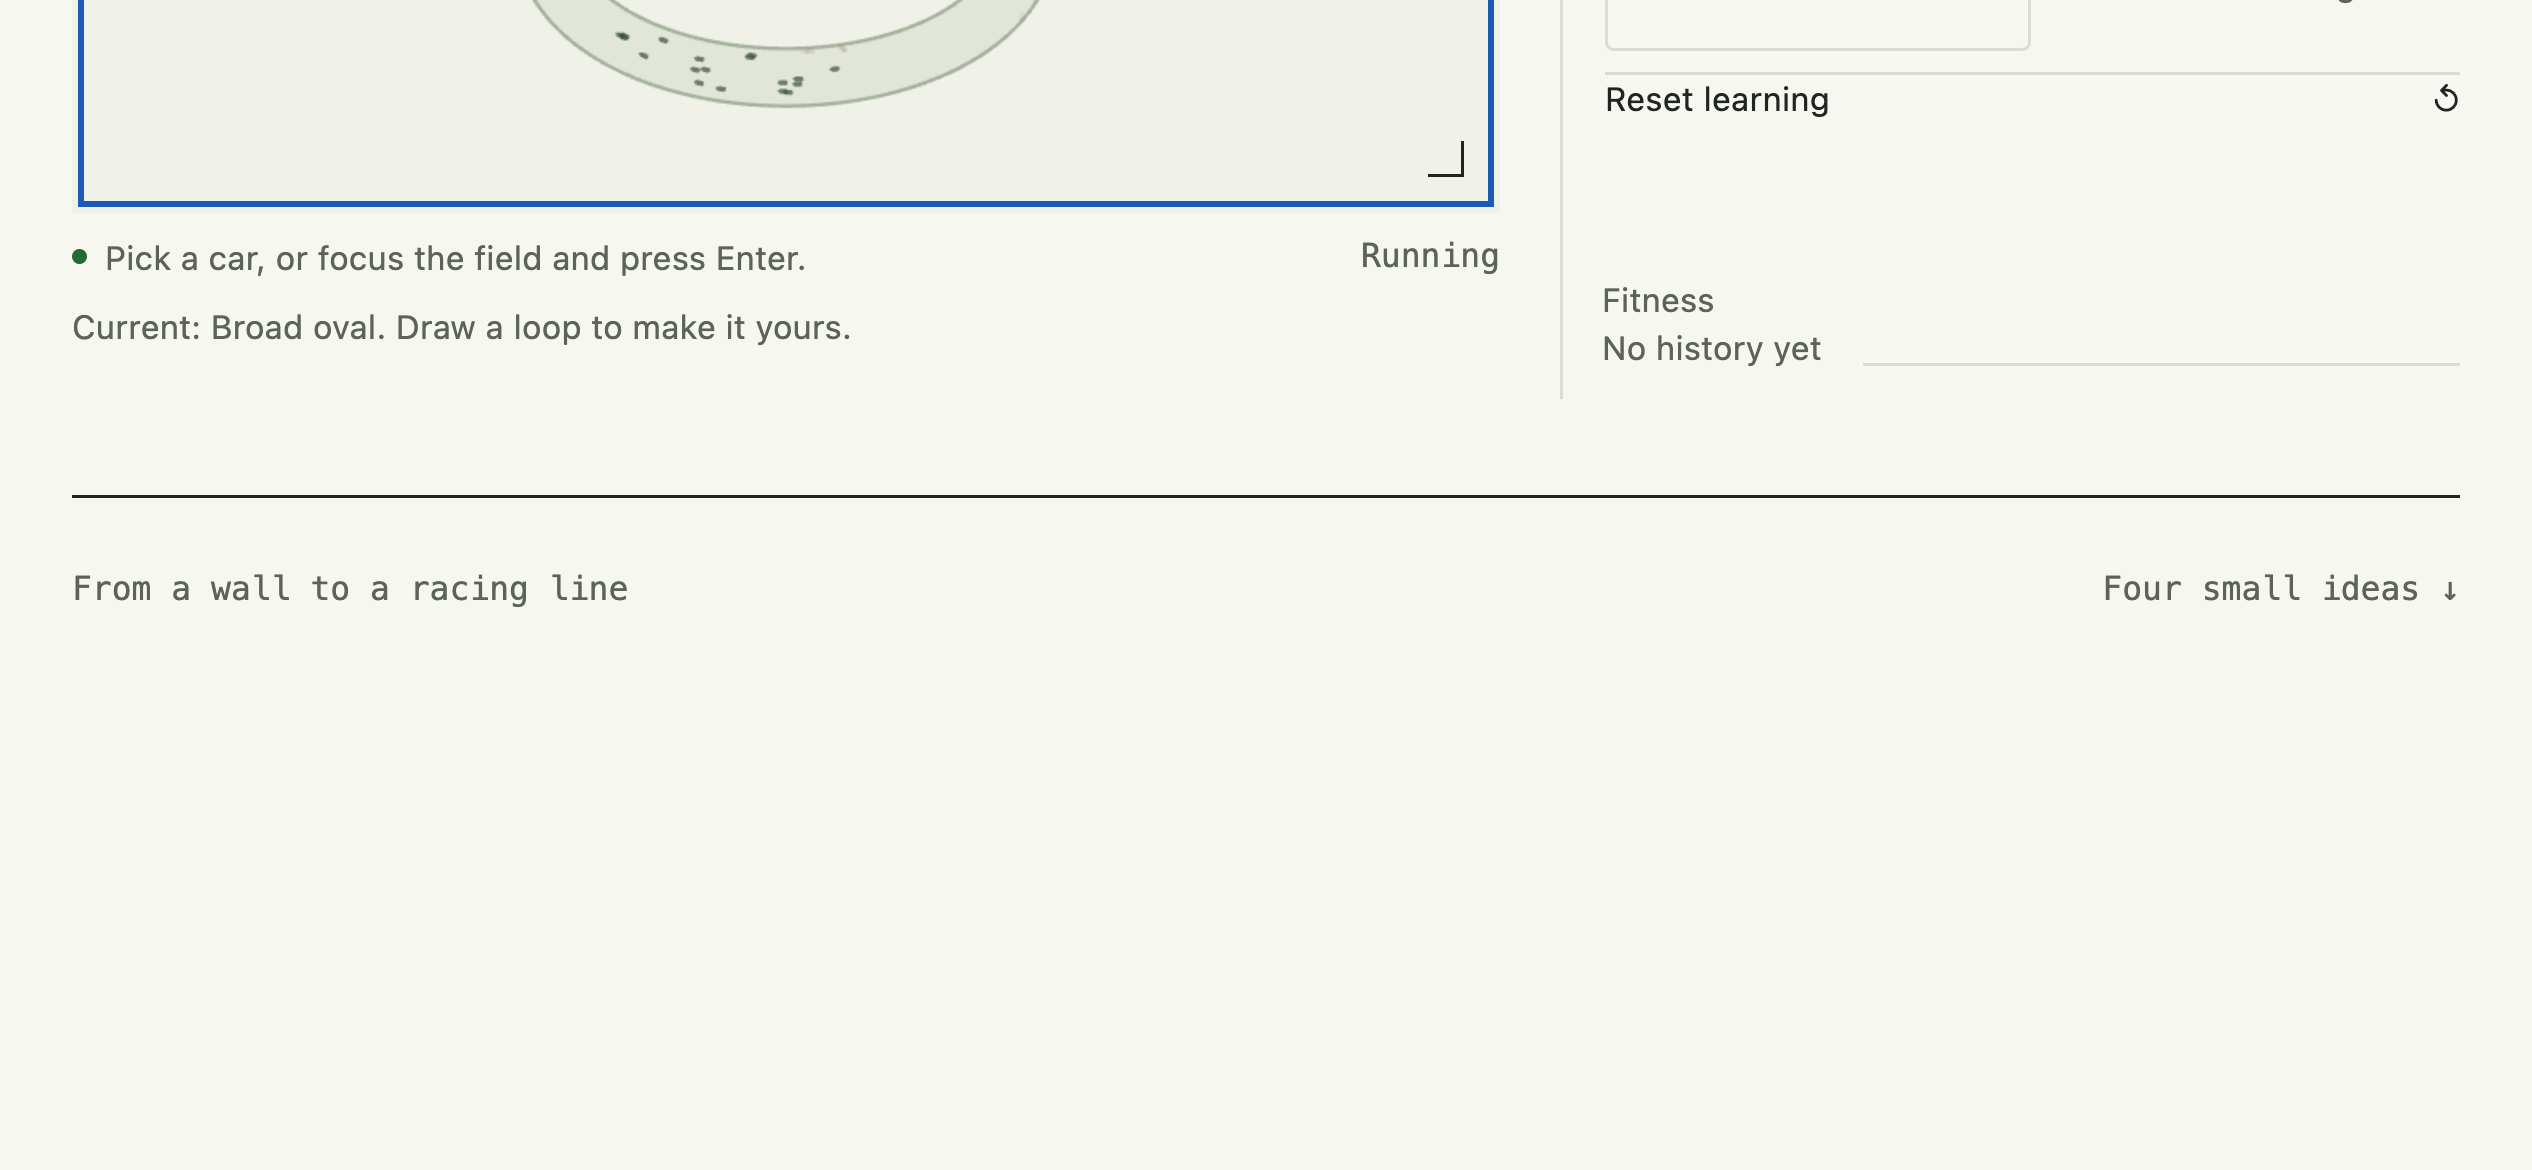 Reset learning
Pick a car, or focus the field and press Enter.
Running
Current: Broad oval. Draw a loop to make it yours.
Fitness
No history yet
From a wall to a racing line
Four small ideas ↓